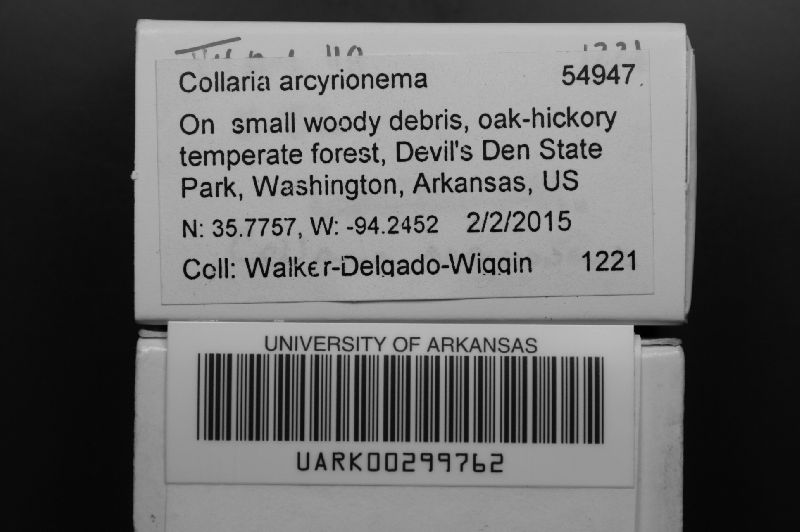 Collaria arcyrionema 54947
On small woody debris, oak-hickory
temperate forest, Devil's Den State
Park, Washington, Arkansas, US
N: 35.7757, W: -94.2452 2/2/2015
Coll: Walker-Delgado-Wiggin 1221
UNIVERSITY OF ARKANSAS
UARK00299762